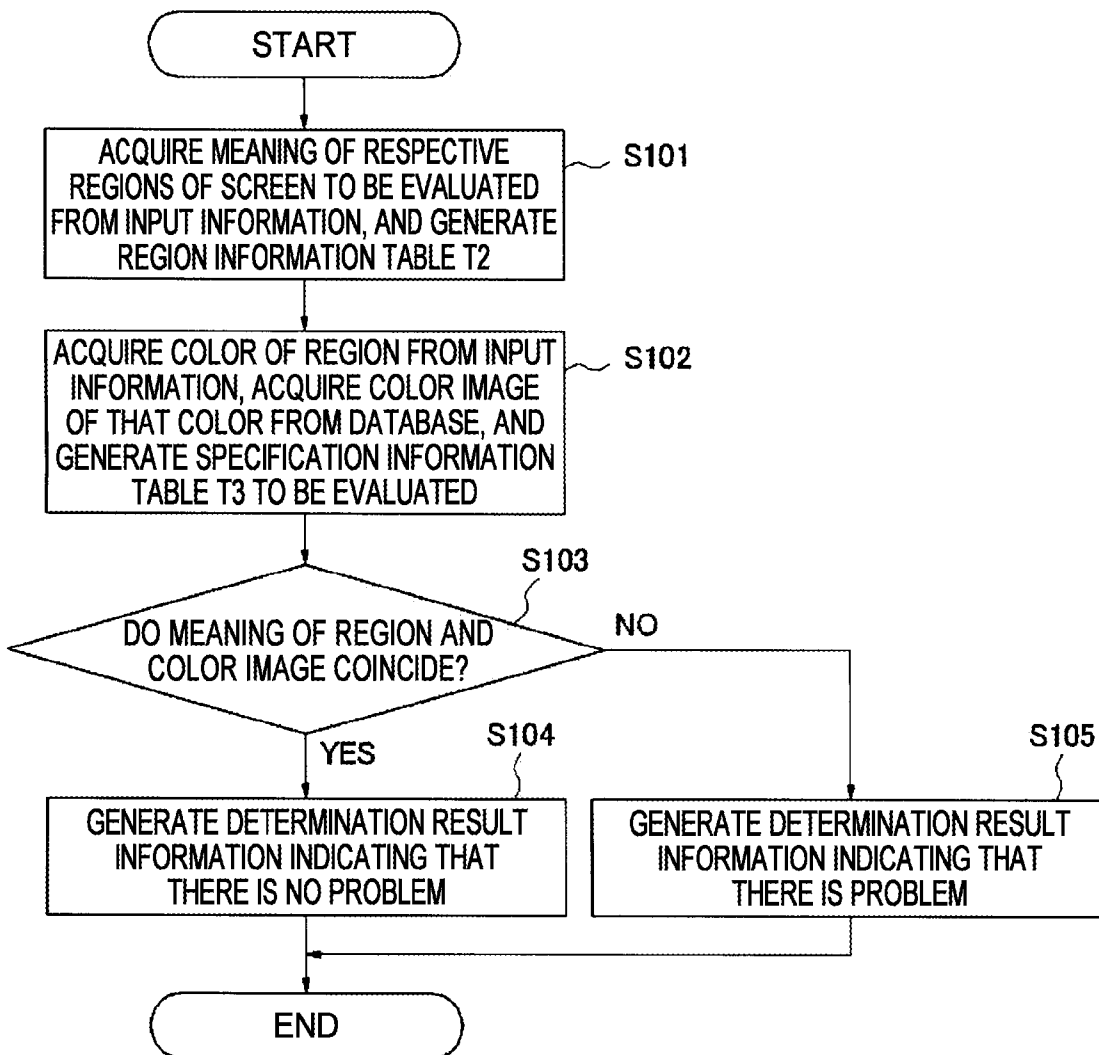 START
ACQUIRE MEANING OF RESPECTIVE
REGIONS OF SCREEN TO BE EVALUATED
FROM INPUT INFORMATION, AND GENERATE
REGION INFORMATION TABLE T2
S101
ACQUIRE COLOR OF REGION FROM INPUT
INFORMATION, ACQUIRE COLOR IMAGE
OF THAT COLOR FROM DATABASE, AND
GENERATE SPECIFICATION INFORMATION
TABLE T3 TO BE EVALUATED
S102
S103
DO MEANING OF REGION AND
COLOR IMAGE COINCIDE?
NO
YES
S104
GENERATE DETERMINATION RESULT
INFORMATION INDICATING THAT
THERE IS NO PROBLEM
S105
GENERATE DETERMINATION RESULT
INFORMATION INDICATING THAT
THERE IS PROBLEM
END